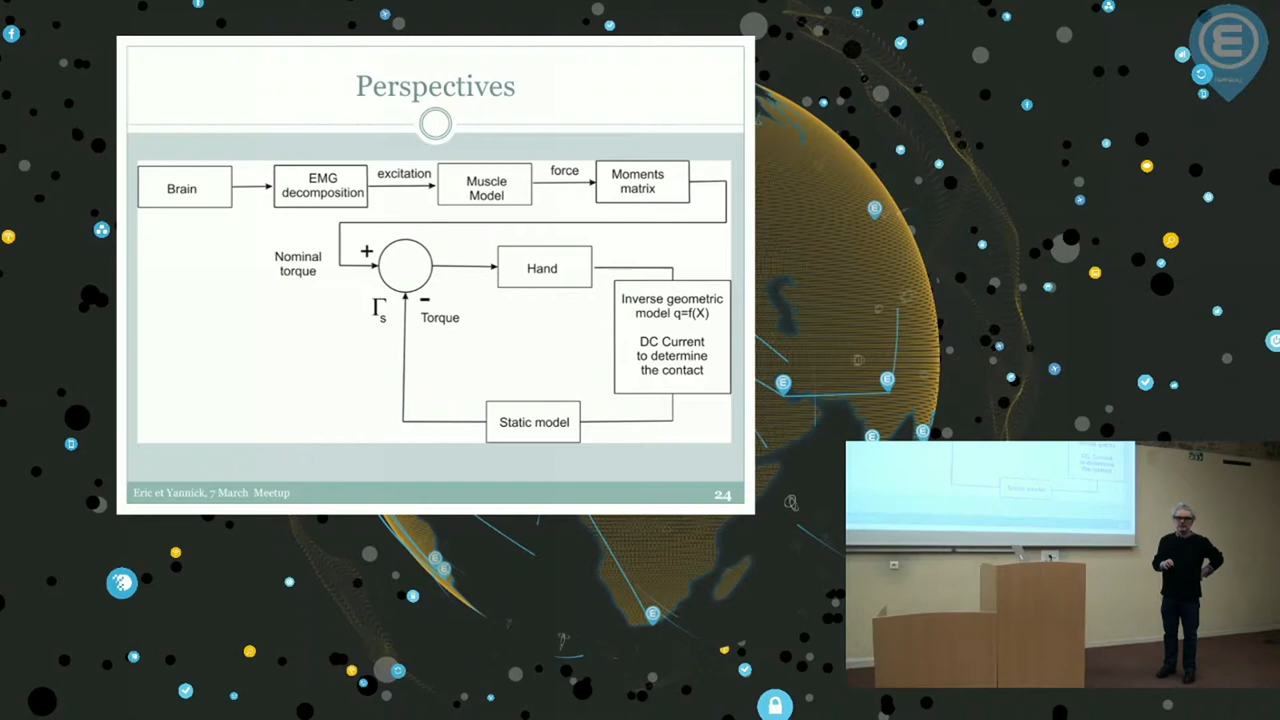 Perspectives
Brain
EMG
decomposition
excitation
Muscle
Model
force
Moments
matrix
Nominal
torque
+
Γs
-
Torque
Hand
Inverse geometric
model q=f(X)
DC Current
to determine
the contact
Static model
Eric et Yannick, 7 March Meetup
24